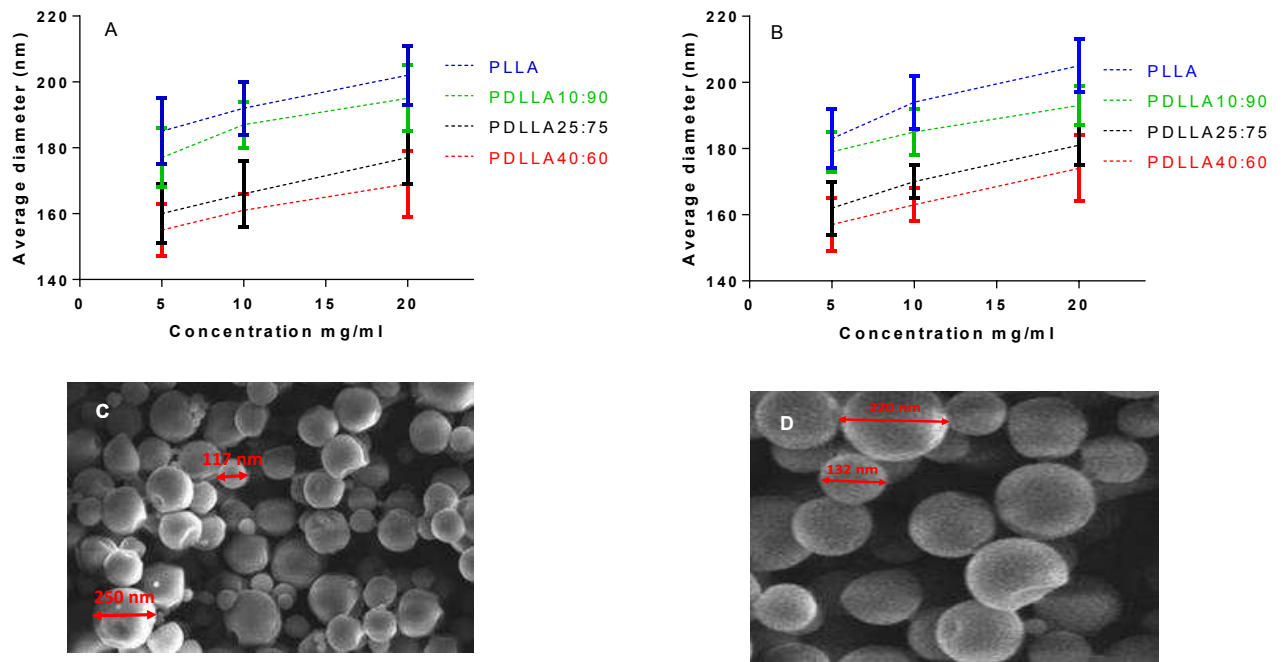 A
220
200
180
160
140
0
5
10
15
20
Average diameter (nm)
Concentration mg/ml
PLLA
PDLLA10:90
PDLLA25:75
PDLLA40:60
B
220
200
180
160
140
0
5
10
15
20
Average diameter (nm)
Concentration mg/ml
PLLA
PDLLA10:90
PDLLA25:75
PDLLA40:60
C
117 nm
250 nm
D
220 nm
132 nm